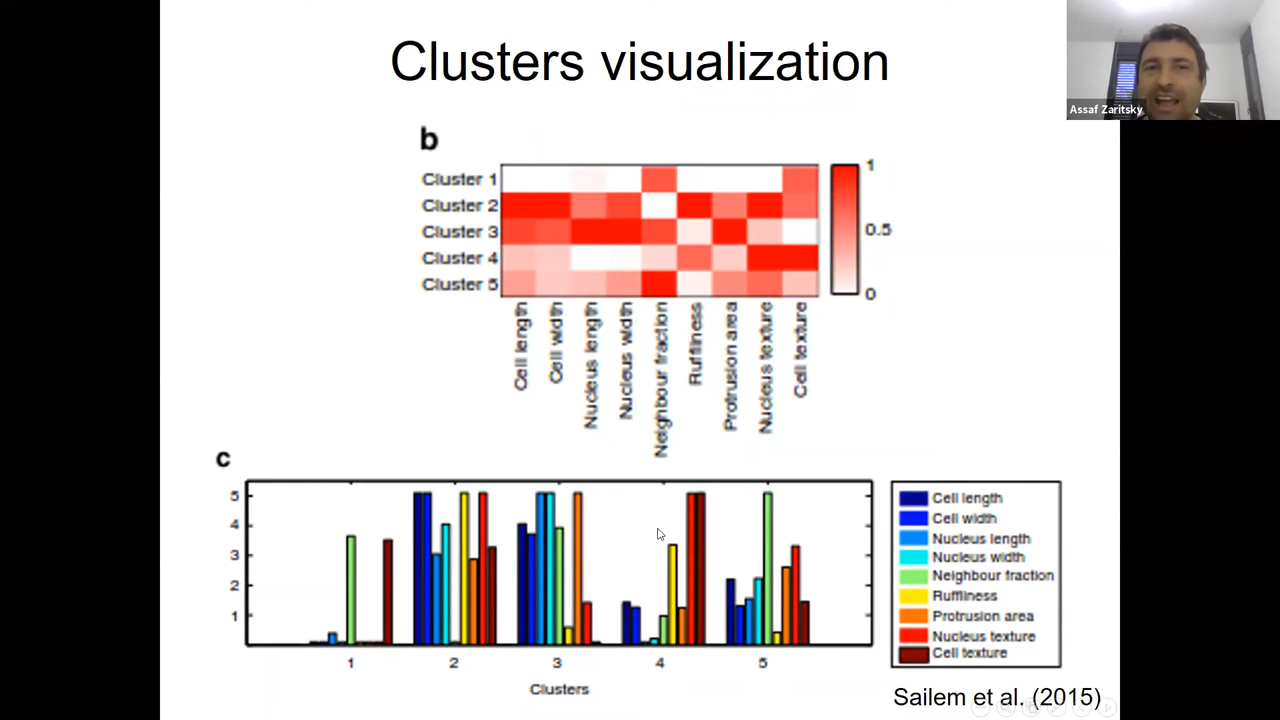 Clusters visualization
Assaf Zaritsky
b
Cluster 1
Cluster 2
Cluster 3
Cluster 4
Cluster 5
1
0.5
0
Cell length
Cell width
Nucleus length
Nucleus width
Neighbour fraction
Ruffliness
Protrusion area
Nucleus texture
Cell texture
c
5
4
3
2
1
1 2 3 4 5
Clusters
Cell length
Cell width
Nucleus length
Nucleus width
Neighbour fraction
Ruffliness
Protrusion area
Nucleus texture
Cell texture
Sailem et al. (2015)